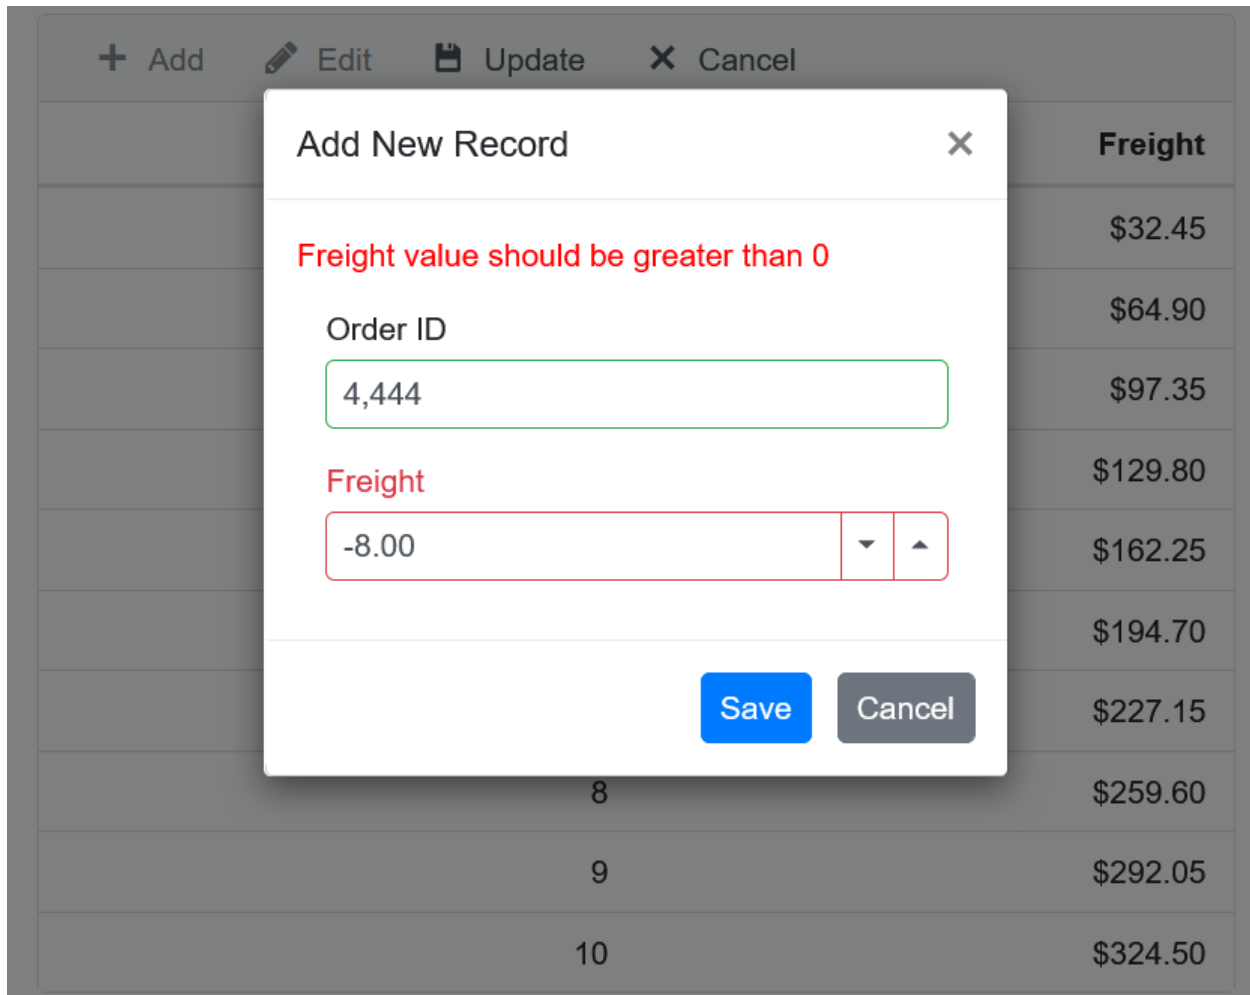 Add Edit Update Cancel
Add New Record
Freight
Freight value should be greater than 0
Order ID
4,444
Freight
-8.00
Save Cancel
$32.45
$64.90
$97.35
$129.80
$162.25
$194.70
$227.15
8 $259.60
9 $292.05
10 $324.50